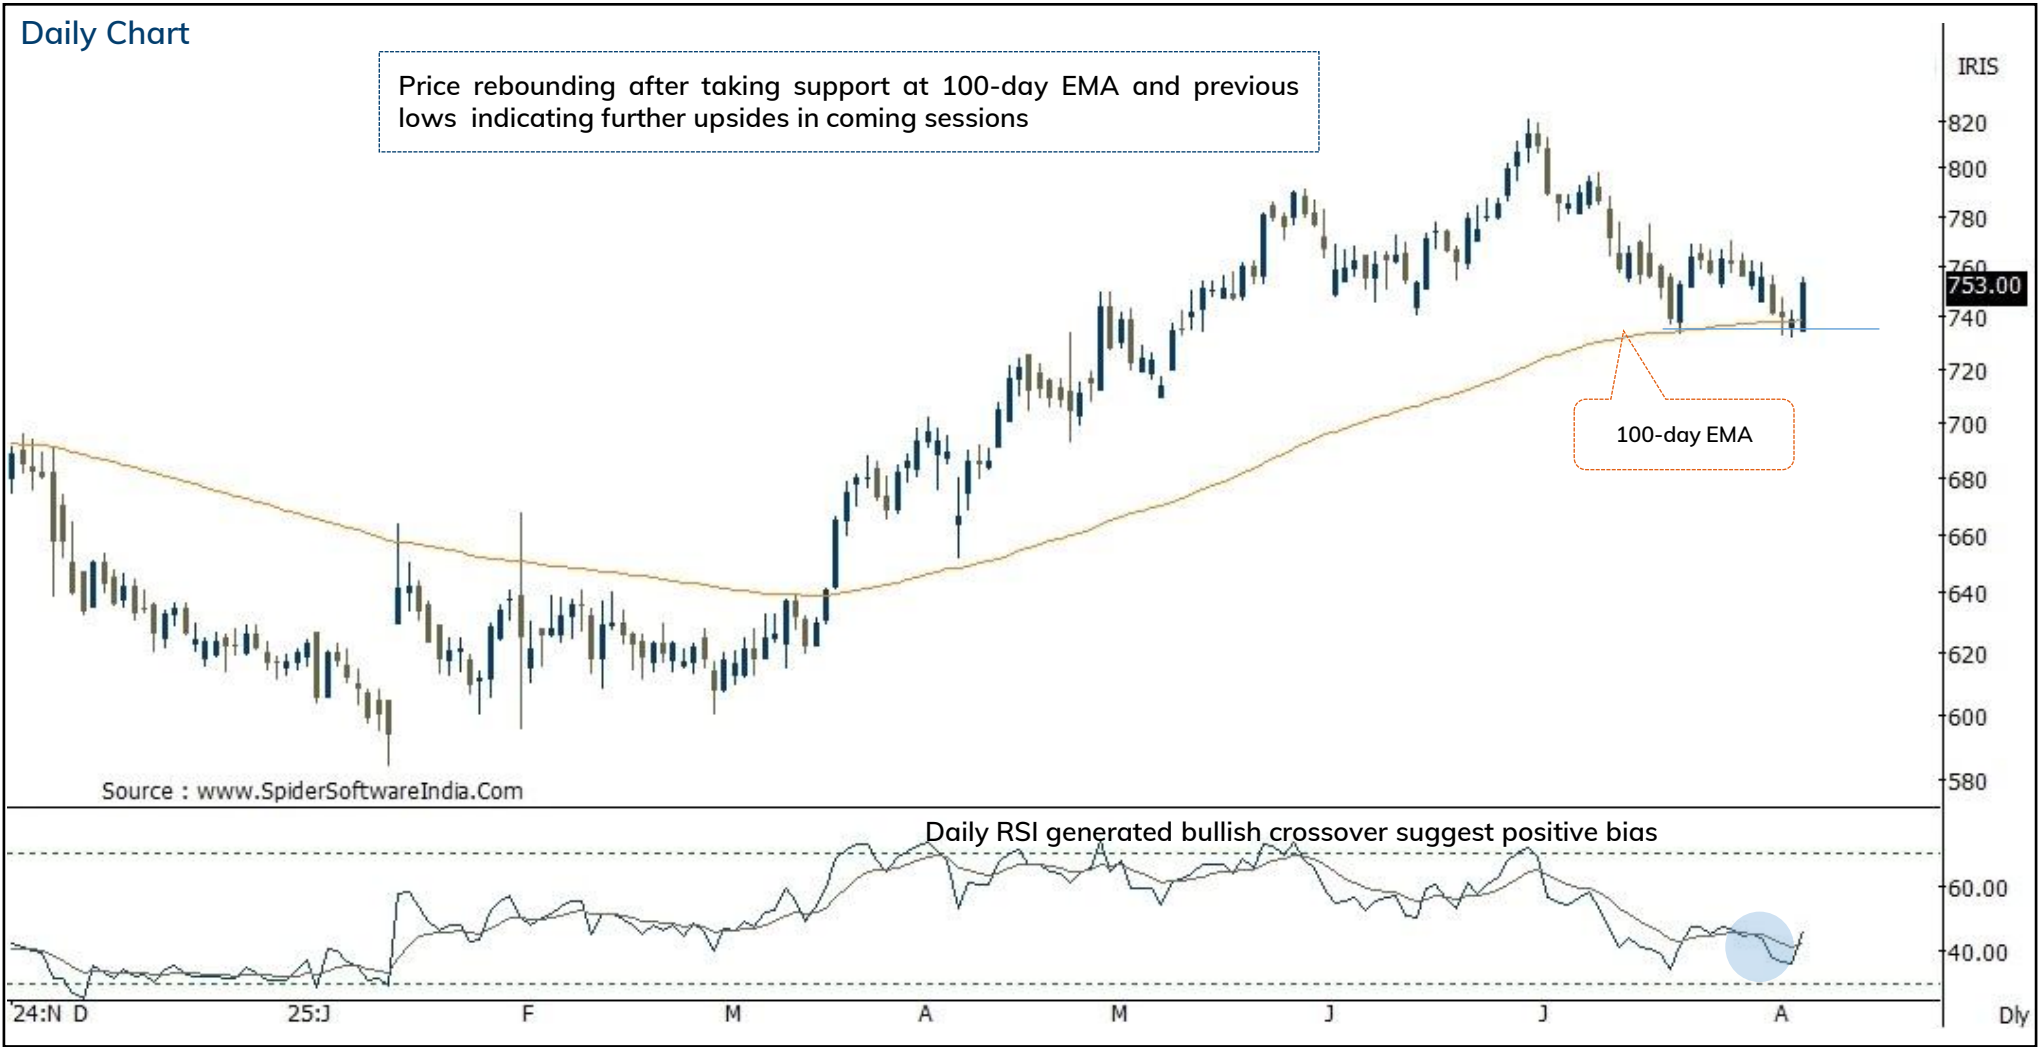 Daily Chart
IRIS
Price rebounding after taking support at 100-day EMA and previous
lows indicating further upsides in coming sessions
820
800
780
760
753.00
740
720
700
100-day EMA
680
660
640
620
600
580
Source : www.SpiderSoftwareIndia.Com
Daily RSI generated bullish crossover suggest positive bias
60.00
40.00
'24:N D 25:J F M A M J J A Dly